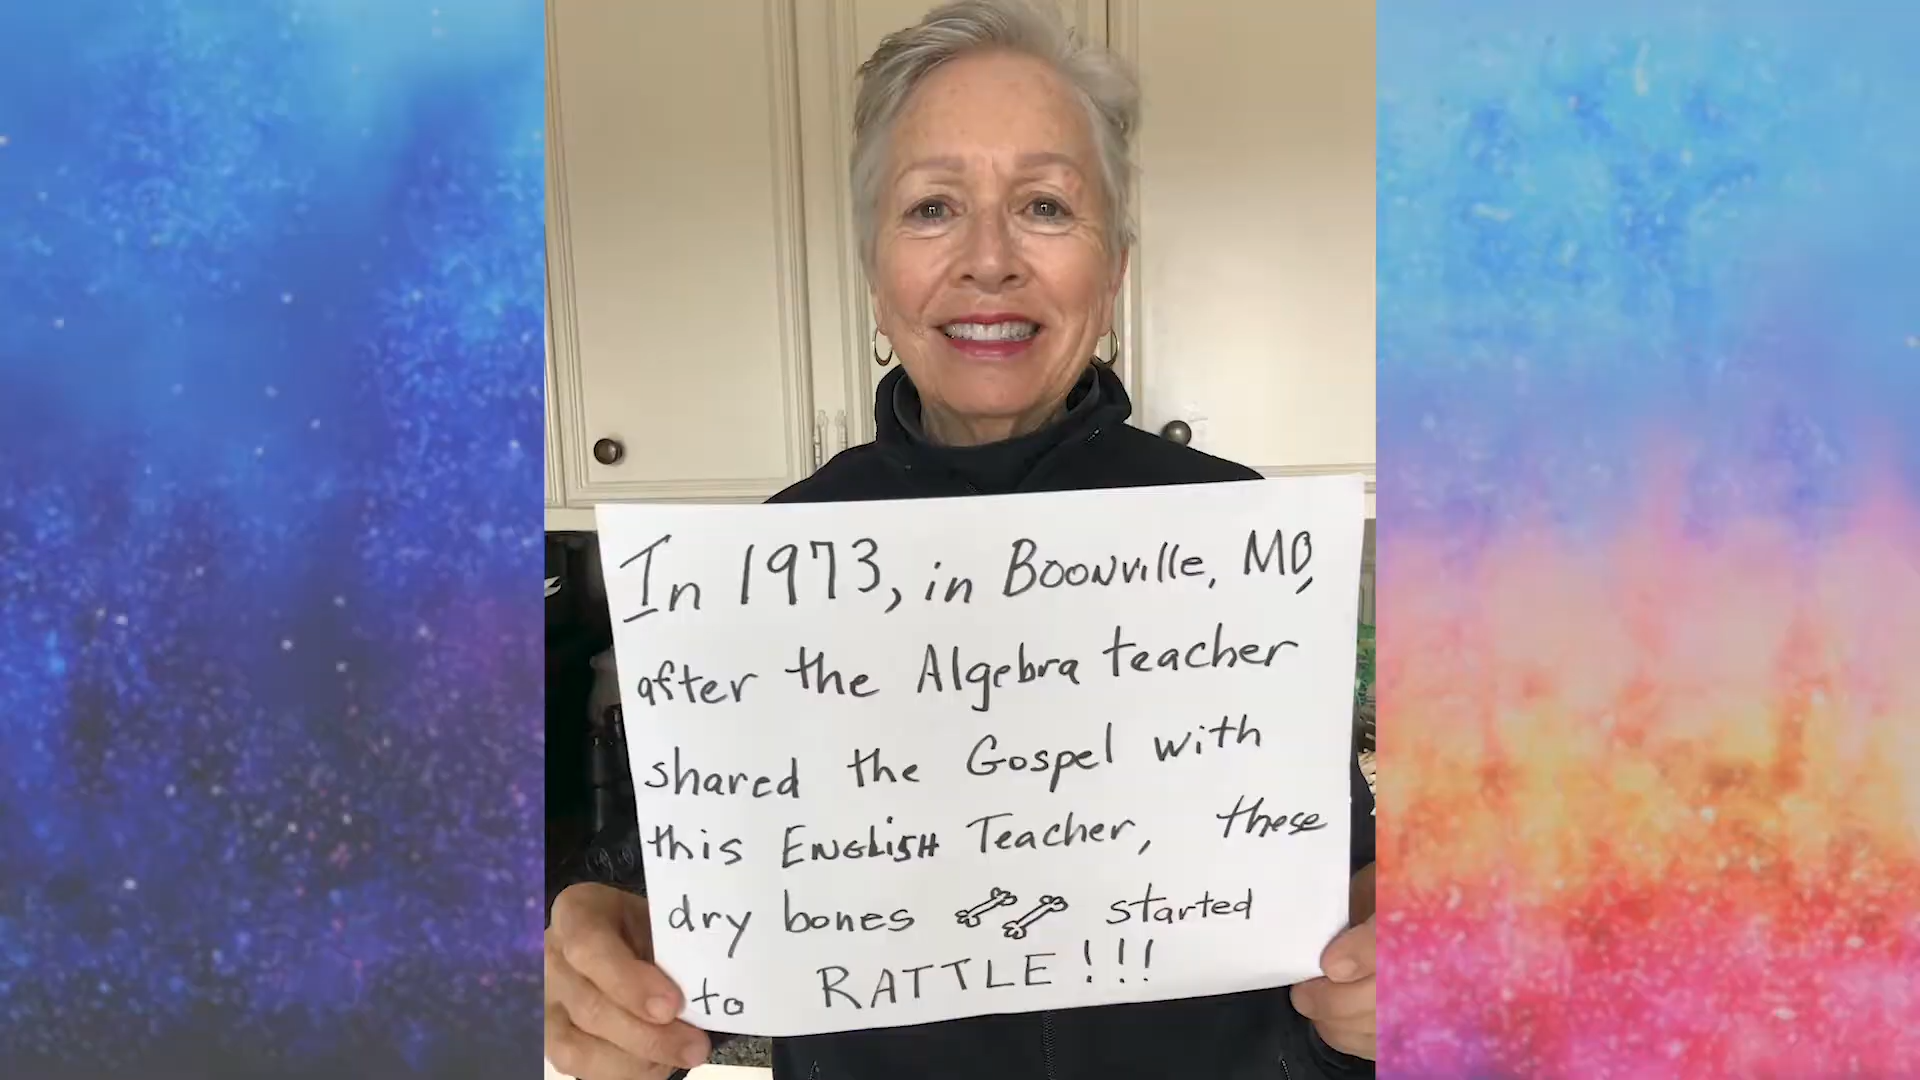 In 1973, in Boonville, MO,
after the Algebra teacher
shared the Gospel with
this ENGLISH Teacher, these
dry bones started
to RATTLE!!!